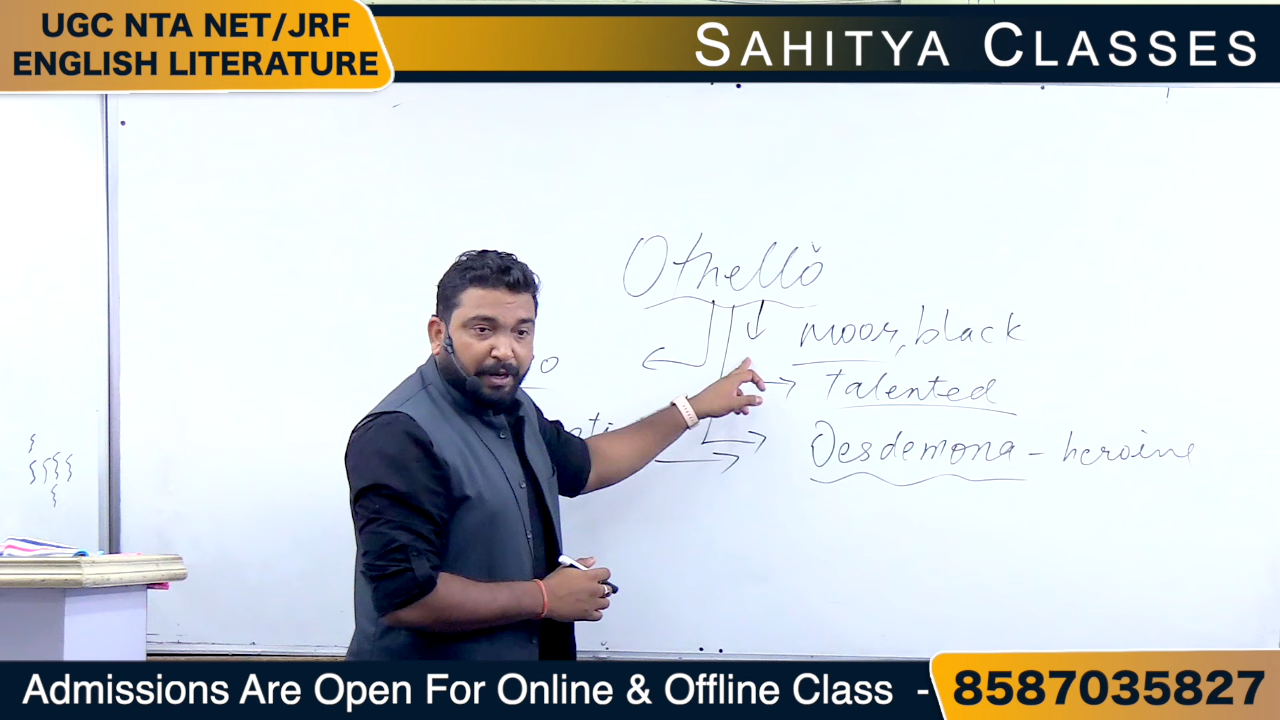 UGC NTA NET/JRF
ENGLISH LITERATURE
SAHITYA CLASSES
Othello
moor, black
Talented
Desdemona - heroine
Admissions Are Open For Online & Offline Class - 8587035827